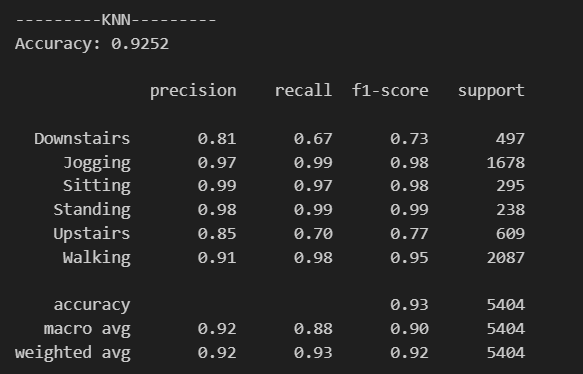 ---------KNN---------
Accuracy: 0.9252
precision recall f1-score support
Downstairs 0.81 0.67 0.73 497
Jogging 0.97 0.99 0.98 1678
Sitting 0.99 0.97 0.98 295
Standing 0.98 0.99 0.99 238
Upstairs 0.85 0.70 0.77 609
Walking 0.91 0.98 0.95 2087
accuracy 0.93 5404
macro avg 0.92 0.88 0.90 5404
weighted avg 0.92 0.93 0.92 5404